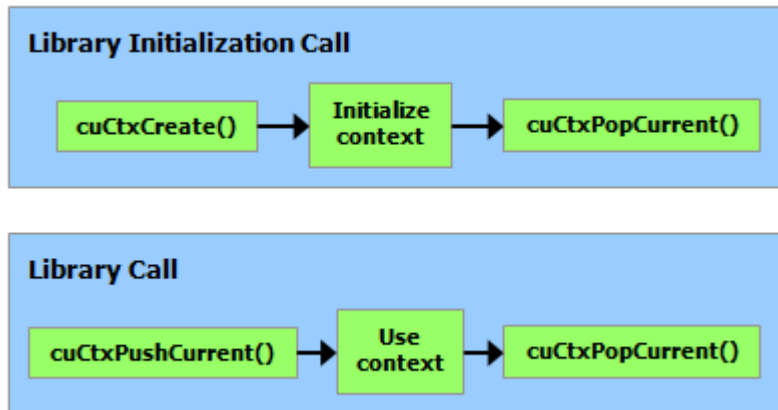 Library Initialization Call
cuCtxCreate()
Initialize
context
cuCtxPopCurrent()
Library Call
cuCtxPushCurrent()
Use
context
cuCtxPopCurrent()